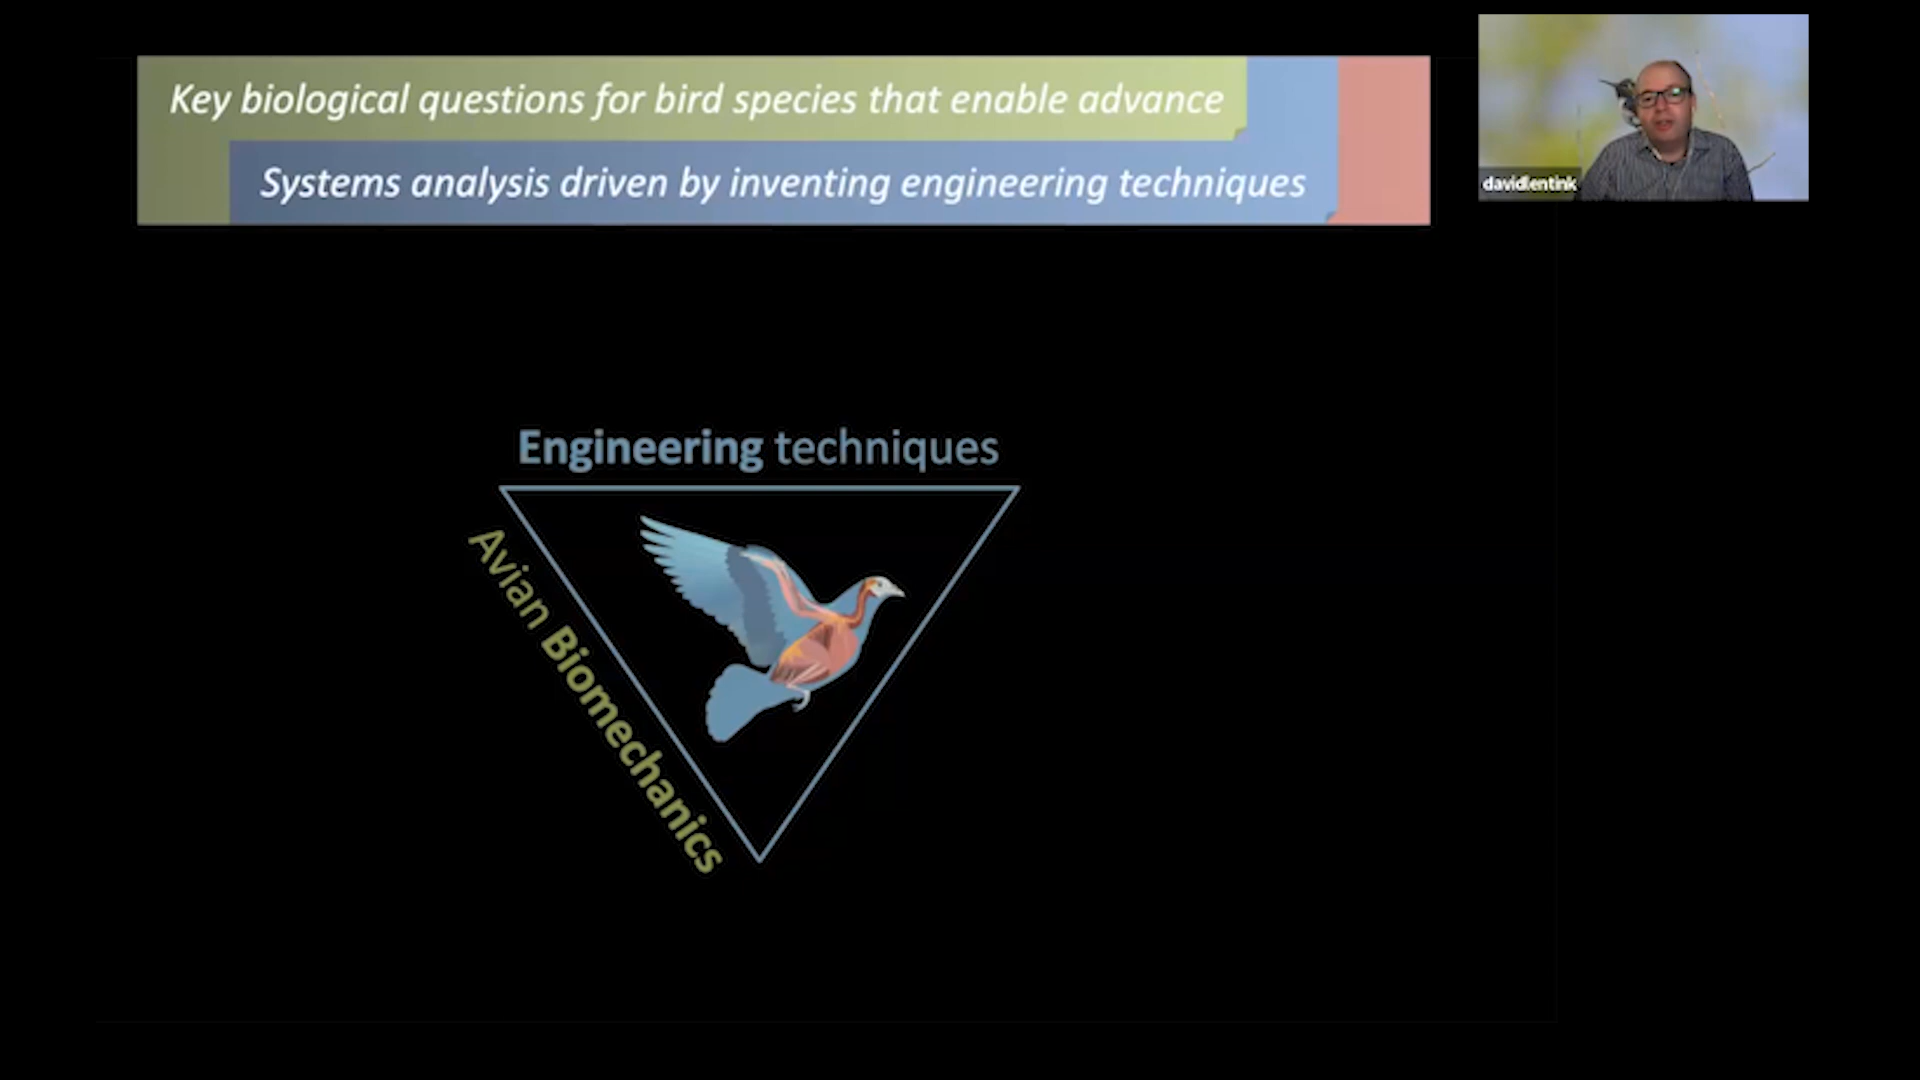 Key biological questions for bird species that enable advance
Systems analysis driven by inventing engineering techniques
davidlentink
Engineering techniques
Avian Biomechanics